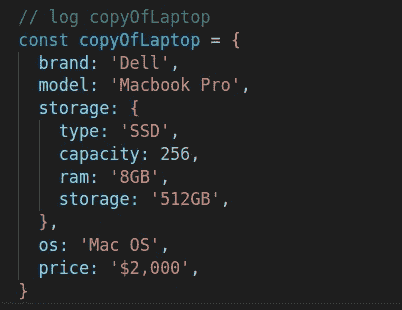 // log copyOfLaptop
const copyOfLaptop = {
  brand: 'Dell',
  model: 'Macbook Pro',
  storage: {
    type: 'SSD',
    capacity: 256,
    ram: '8GB',
    storage: '512GB',
  },
  os: 'Mac OS',
  price: '$2,000',
}